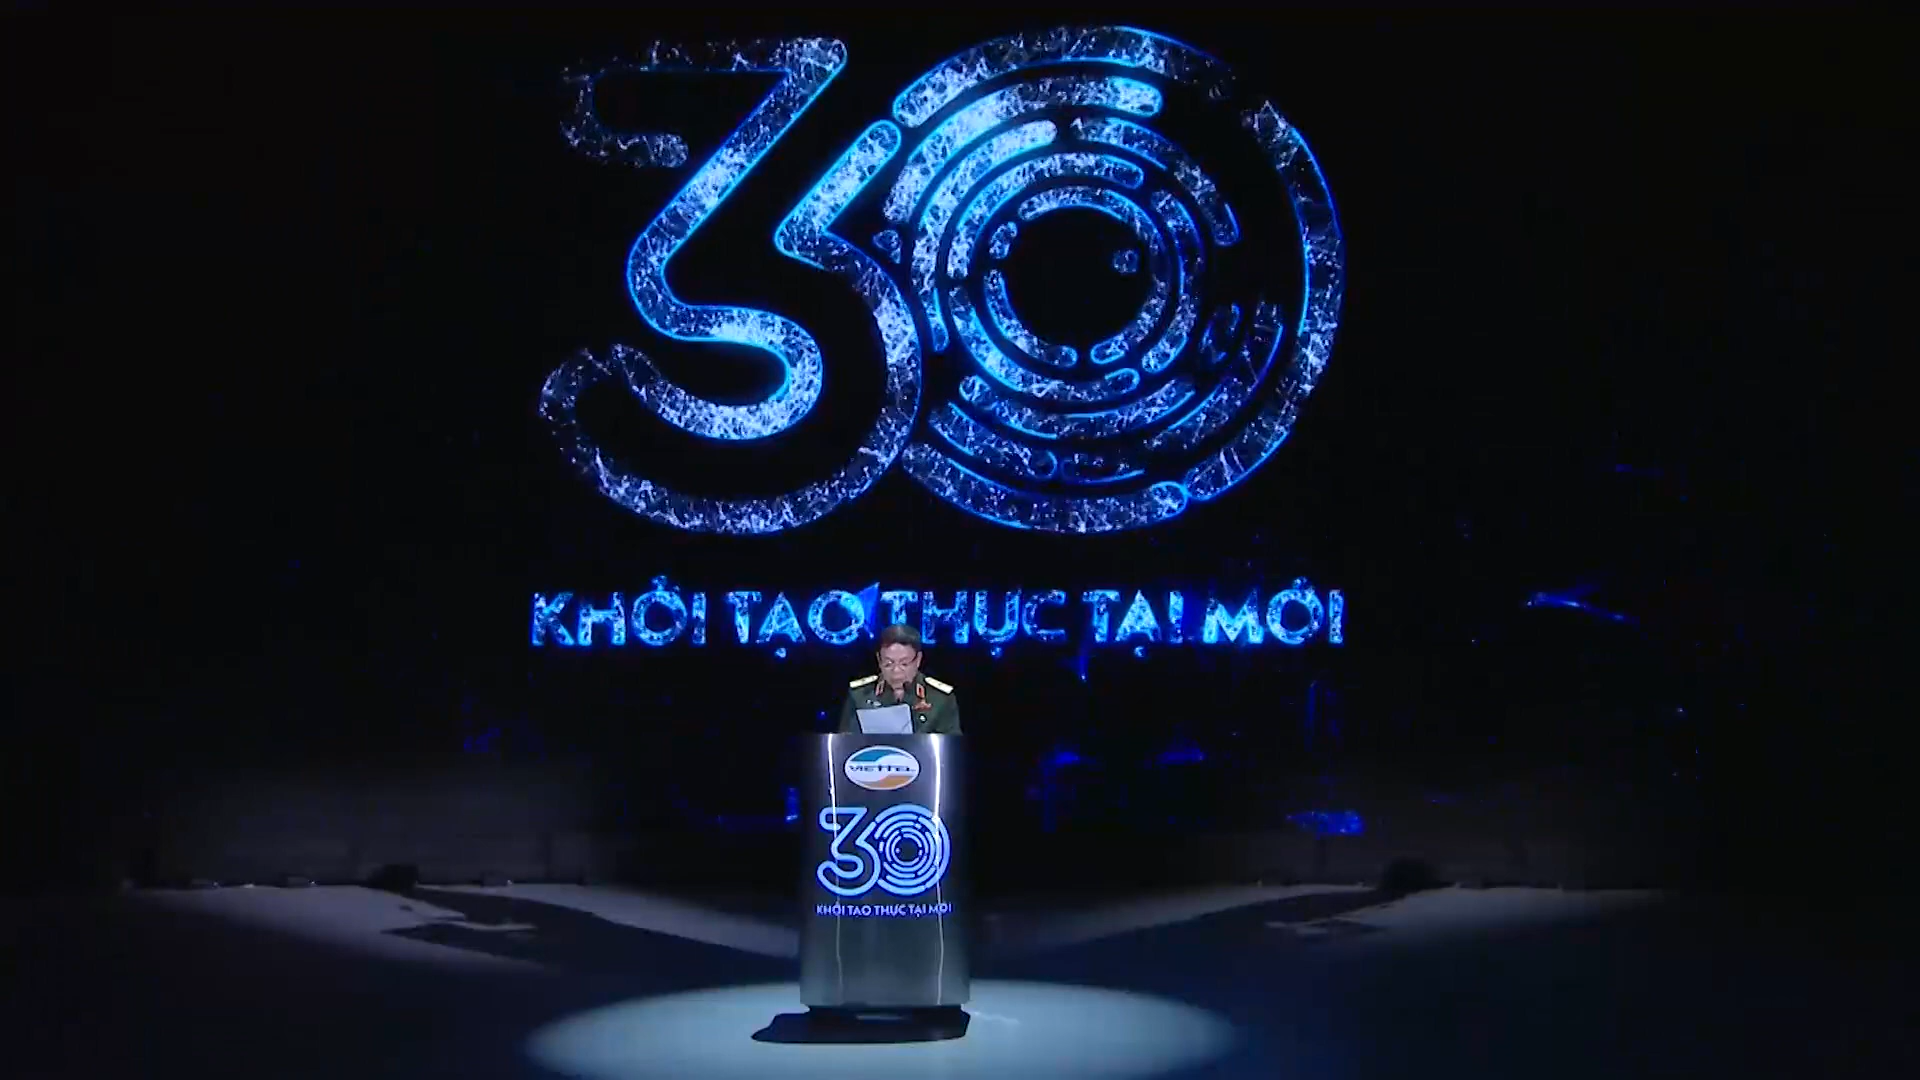 30
KHỞI TẠO THỰC TẠI MỚI
VIETTEL
30
KHỞI TẠO THỰC TẠI MỚI